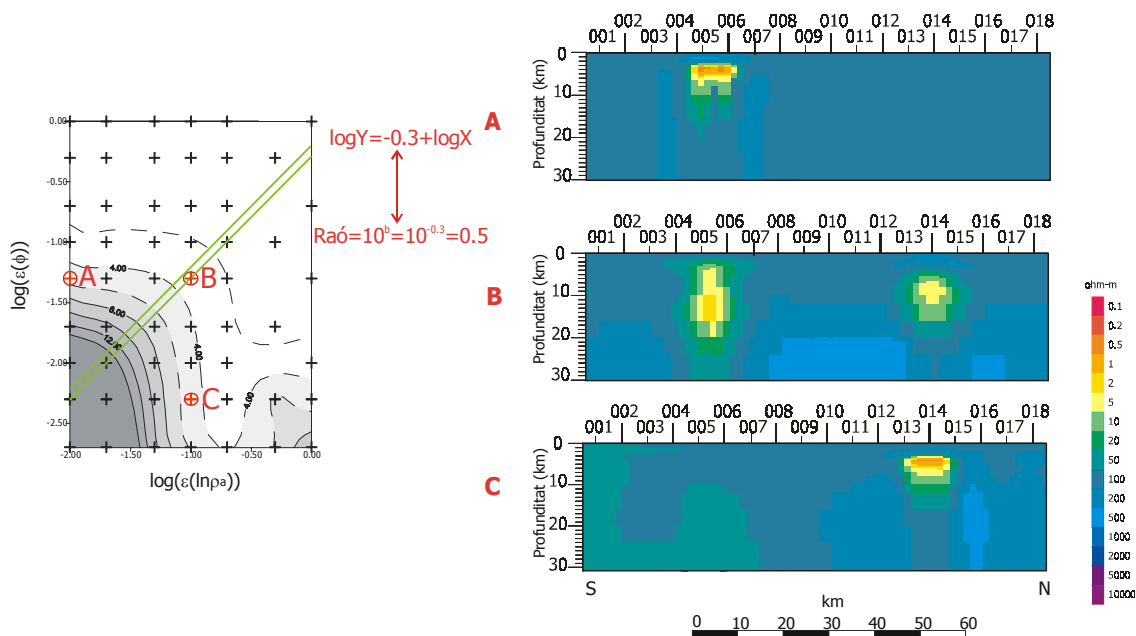 0.00
-0.50
-1.00
-1.50
-2.00
-2.50
-2.00
-1.50
-1.00
-0.50
0.00
log(ε(ϕ))
log(ε(lnρa))
4.00
6.00
4.00
4.00
A
B
C
logY=-0.3+logX
Raó=10^b=10^-0.3=0.5
A
002 004 006 008 010 012 014 016 018
001 003 005 007 009 011 013 015 017
Profunditat (km)
0
10
20
30
B
002 004 006 008 010 012 014 016 018
001 003 005 007 009 011 013 015 017
Profunditat (km)
0
10
20
30
C
002 004 006 008 010 012 014 016 018
001 003 005 007 009 011 013 015 017
Profunditat (km)
0
10
20
30
S
N
km
0 10 20 30 40 50 60
ohm-m
0.1
0.2
0.5
1
2
5
10
20
50
100
200
500
1000
2000
5000
10000